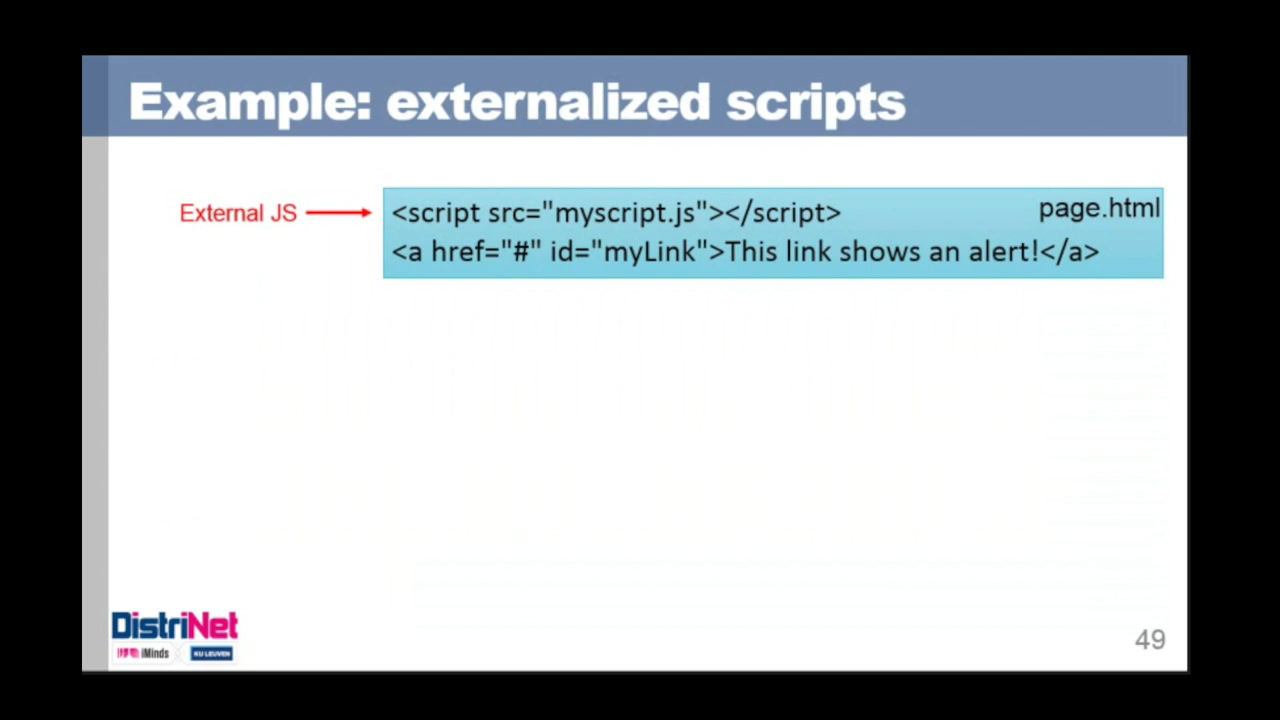 Example: externalized scripts
External JS
<script src="myscript.js"></script>
page.html
<a href="#" id="myLink">This link shows an alert!</a>
DistriNet
iMinds
KU LEUVEN
49